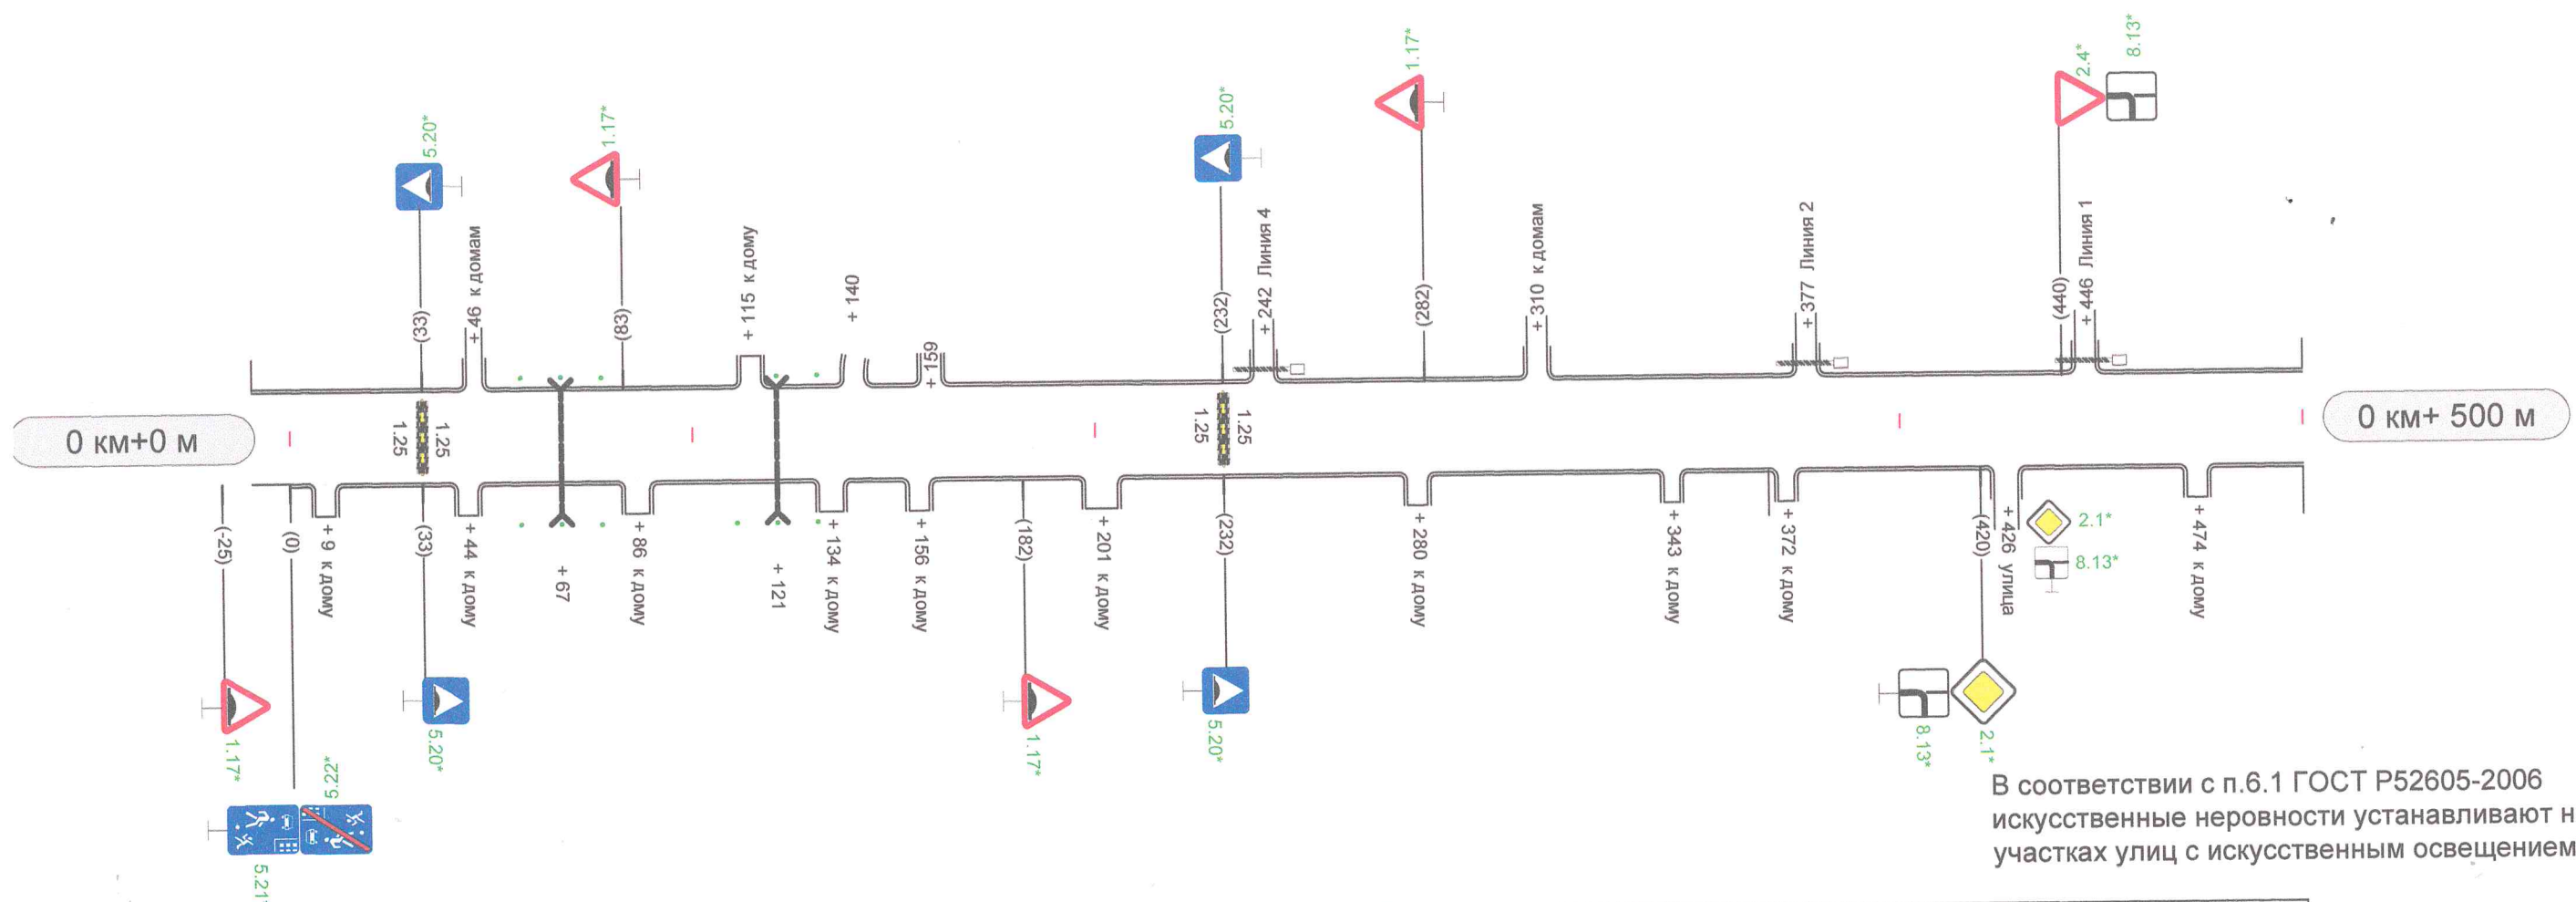 5.20*
1.17*
5.20*
1.17*
2.4*
8.13*
(33)
+ 46 к домам
(83)
+ 115 к дому
+ 140
+ 159
(232)
+ 242 Линия 4
(282)
+ 310 к домам
+ 377 Линия 2
(440)
+ 446 Линия 1
0 км+0 м
1.25
1.25
1.25
1.25
0 км+ 500 м
(-25)
(0)
+ 9 к дому
(33)
+ 44 к дому
+ 67
+ 86 к дому
+ 121
+ 134 к дому
+ 156 к дому
(182)
+ 201 к дому
(232)
+ 280 к дому
+ 343 к дому
+ 372 к дому
(420)
+ 426 улица
2.1*
8.13*
+ 474 к дому
1.17*
5.22*
5.21
5.20*
1.17*
5.20*
8.13*
2.1*
В соответствии с п.6.1 ГОСТ Р52605-2006
искусственные неровности устанавливают н
участках улиц с искусственным освещением